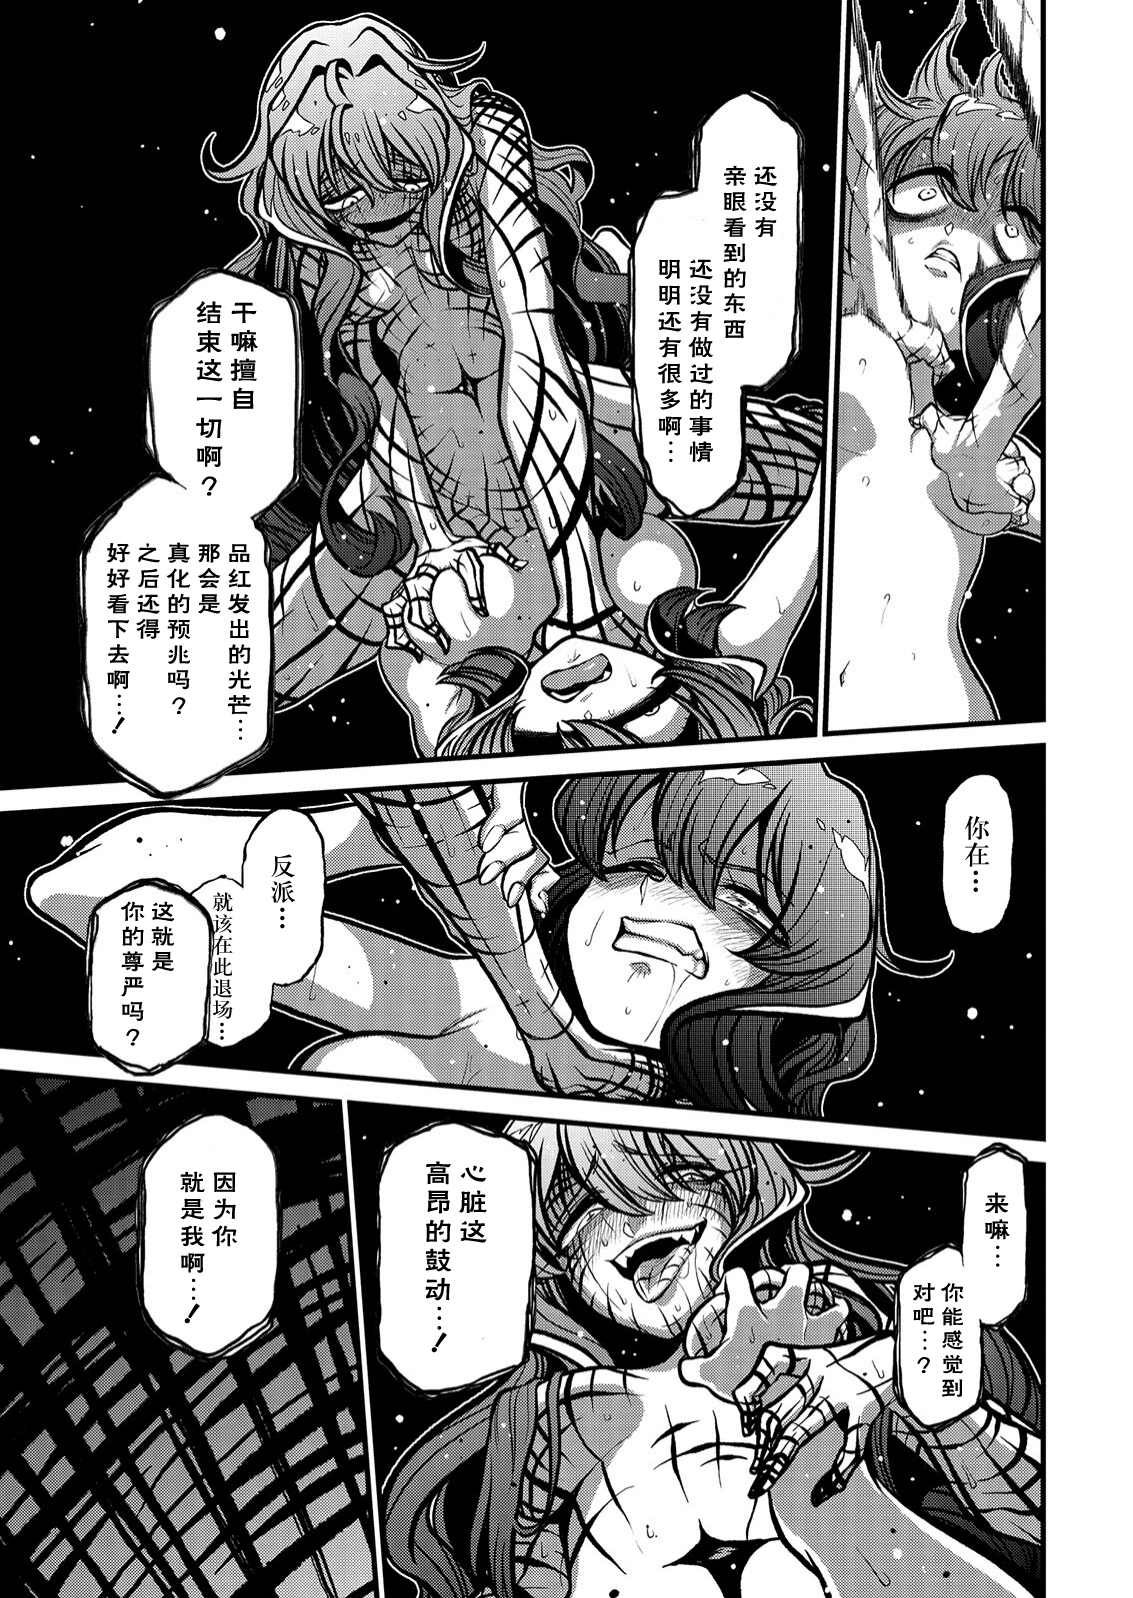 还没有
亲眼看到的东西
还没有做过的事情
明明还有很多啊…
干嘛擅自
结束这一切啊？
品红发出的光芒…
那会是
真化的预兆吗？
之后还得
好好看下去啊…！
你在…
反派…
就该在此退场…
这就是
你的尊严吗？
来嘛…
你能感觉到
对吧…？
心脏这
高昂的鼓动…！
因为你
就是我啊…！